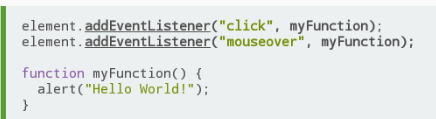 element.addEventListener("click", myFunction);
element.addEventListener("mouseover", myFunction);
function myFunction() {
alert("Hello World!");
}